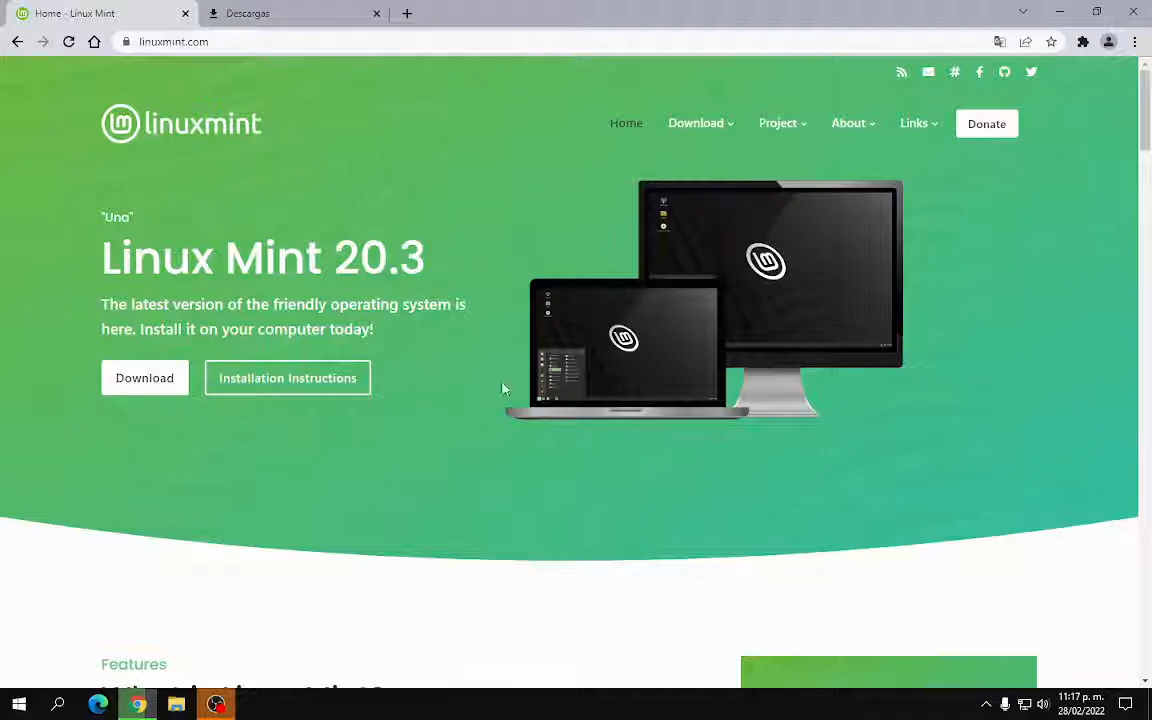 Home - Linux Mint
Descargas
linuxmint.com
linuxmint
Home
Download
Project
About
Links
Donate
"Una"
Linux Mint 20.3
The latest version of the friendly operating system is
here. Install it on your computer today!
Download
Installation Instructions
Features
11:17 p. m.
28/02/2022